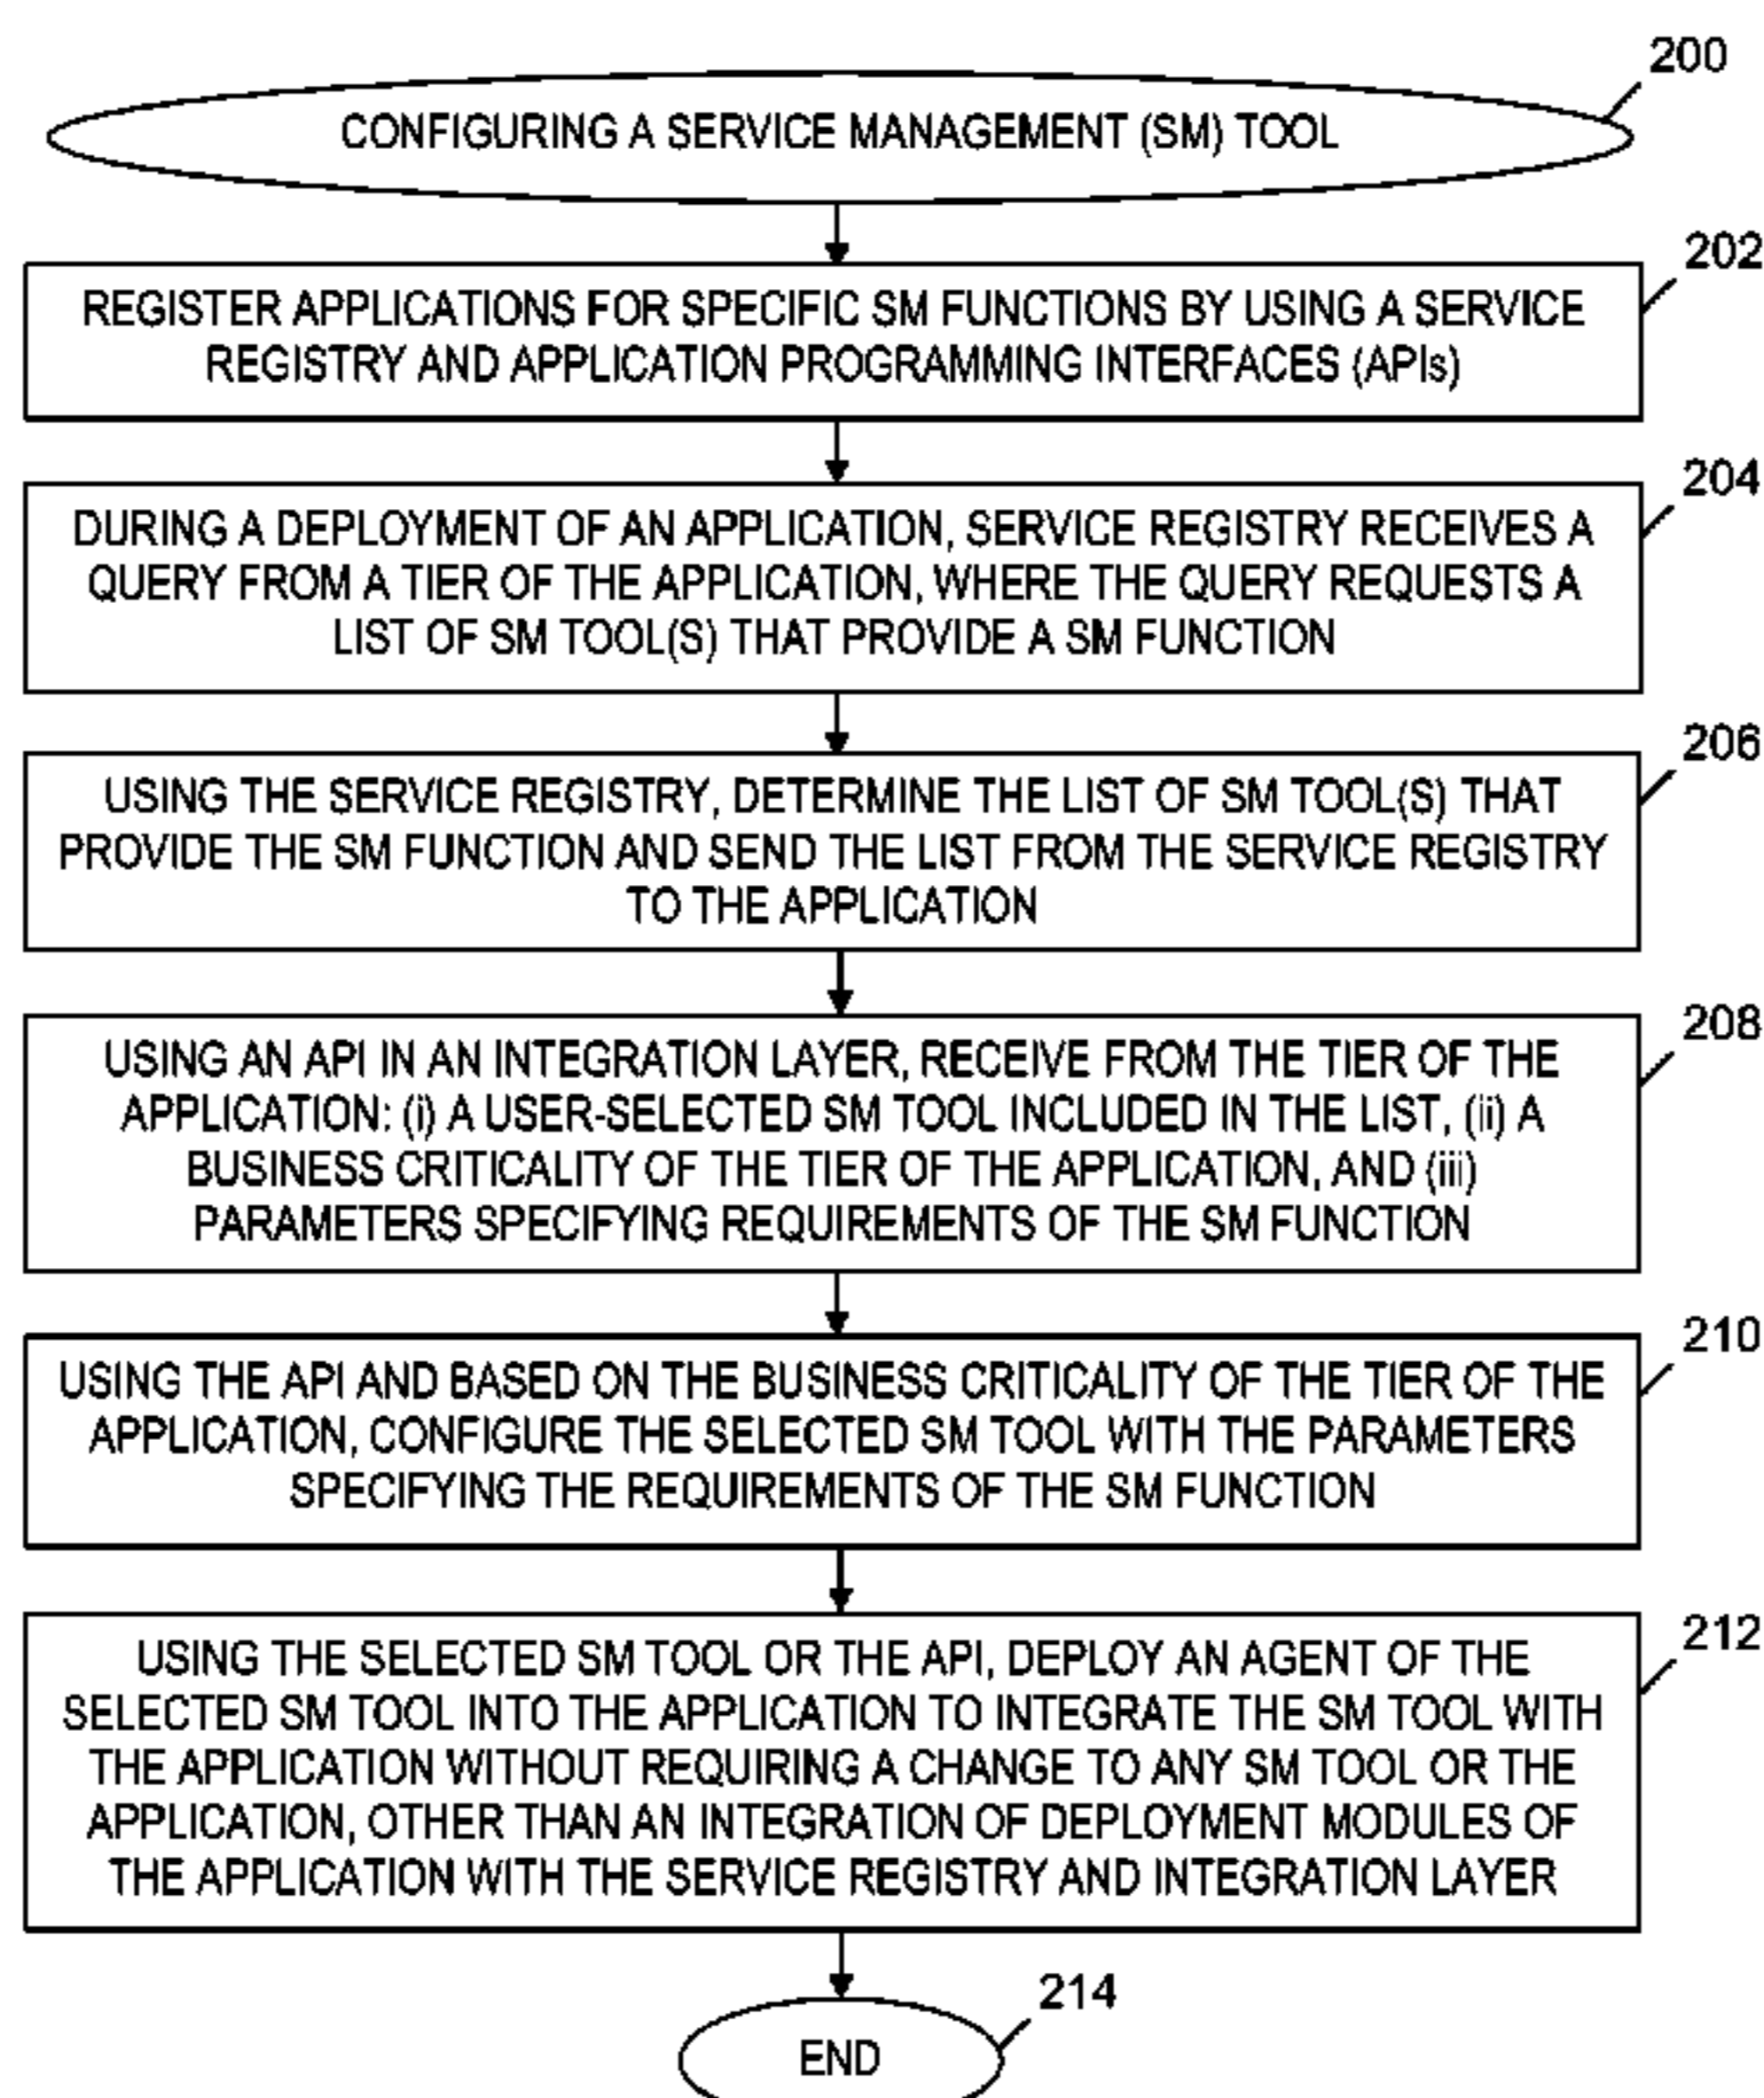 200
CONFIGURING A SERVICE MANAGEMENT (SM) TOOL
202
REGISTER APPLICATIONS FOR SPECIFIC SM FUNCTIONS BY USING A SERVICE
REGISTRY AND APPLICATION PROGRAMMING INTERFACES (APIs)
204
DURING A DEPLOYMENT OF AN APPLICATION, SERVICE REGISTRY RECEIVES A
QUERY FROM A TIER OF THE APPLICATION, WHERE THE QUERY REQUESTS A
LIST OF SM TOOL(S) THAT PROVIDE A SM FUNCTION
206
USING THE SERVICE REGISTRY, DETERMINE THE LIST OF SM TOOL(S) THAT
PROVIDE THE SM FUNCTION AND SEND THE LIST FROM THE SERVICE REGISTRY
TO THE APPLICATION
208
USING AN API IN AN INTEGRATION LAYER, RECEIVE FROM THE TIER OF THE
APPLICATION: (i) A USER-SELECTED SM TOOL INCLUDED IN THE LIST, (ii) A
BUSINESS CRITICALITY OF THE TIER OF THE APPLICATION, AND (iii)
PARAMETERS SPECIFYING REQUIREMENTS OF THE SM FUNCTION
210
USING THE API AND BASED ON THE BUSINESS CRITICALITY OF THE TIER OF THE
APPLICATION, CONFIGURE THE SELECTED SM TOOL WITH THE PARAMETERS
SPECIFYING THE REQUIREMENTS OF THE SM FUNCTION
212
USING THE SELECTED SM TOOL OR THE API, DEPLOY AN AGENT OF THE
SELECTED SM TOOL INTO THE APPLICATION TO INTEGRATE THE SM TOOL WITH
THE APPLICATION WITHOUT REQUIRING A CHANGE TO ANY SM TOOL OR THE
APPLICATION, OTHER THAN AN INTEGRATION OF DEPLOYMENT MODULES OF
THE APPLICATION WITH THE SERVICE REGISTRY AND INTEGRATION LAYER
214
END